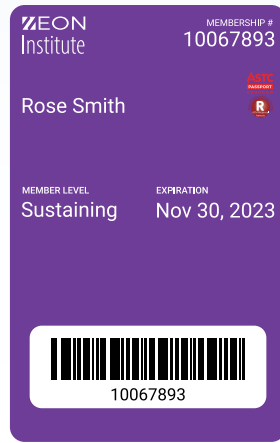 ZEON
Institute
MEMBERSHIP #
10067893
ASTC
PASSPORT
Rose Smith
R
MEMBER LEVEL
Sustaining
EXPIRATION
Nov 30, 2023
10067893